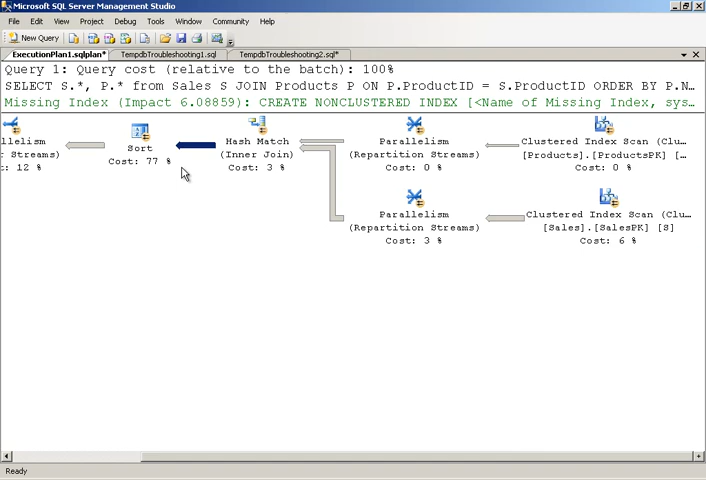 Microsoft SQL Server Management Studio
File Edit View Project Debug Tools Window Community Help
New Query
ExecutionPlan1.sqlplan* TempdbTroubleshooting1.sql TempdbTroubleshooting2.sql*
Query 1: Query cost (relative to the batch): 100%
SELECT S.*, P.* from Sales S JOIN Products P ON P.ProductID = S.ProductID ORDER BY P.N...
Missing Index (Impact 6.08859): CREATE NONCLUSTERED INDEX [<Name of Missing Index, sys...
llelism
Streams)
: 12 %
Sort
Cost: 77 %
Hash Match
(Inner Join)
Cost: 3 %
Parallelism
(Repartition Streams)
Cost: 0 %
Clustered Index Scan (Clu...
[Products].[ProductsPK] [...
Cost: 0 %
Parallelism
(Repartition Streams)
Cost: 3 %
Clustered Index Scan (Clu...
[Sales].[SalesPK] [S]
Cost: 6 %
Ready